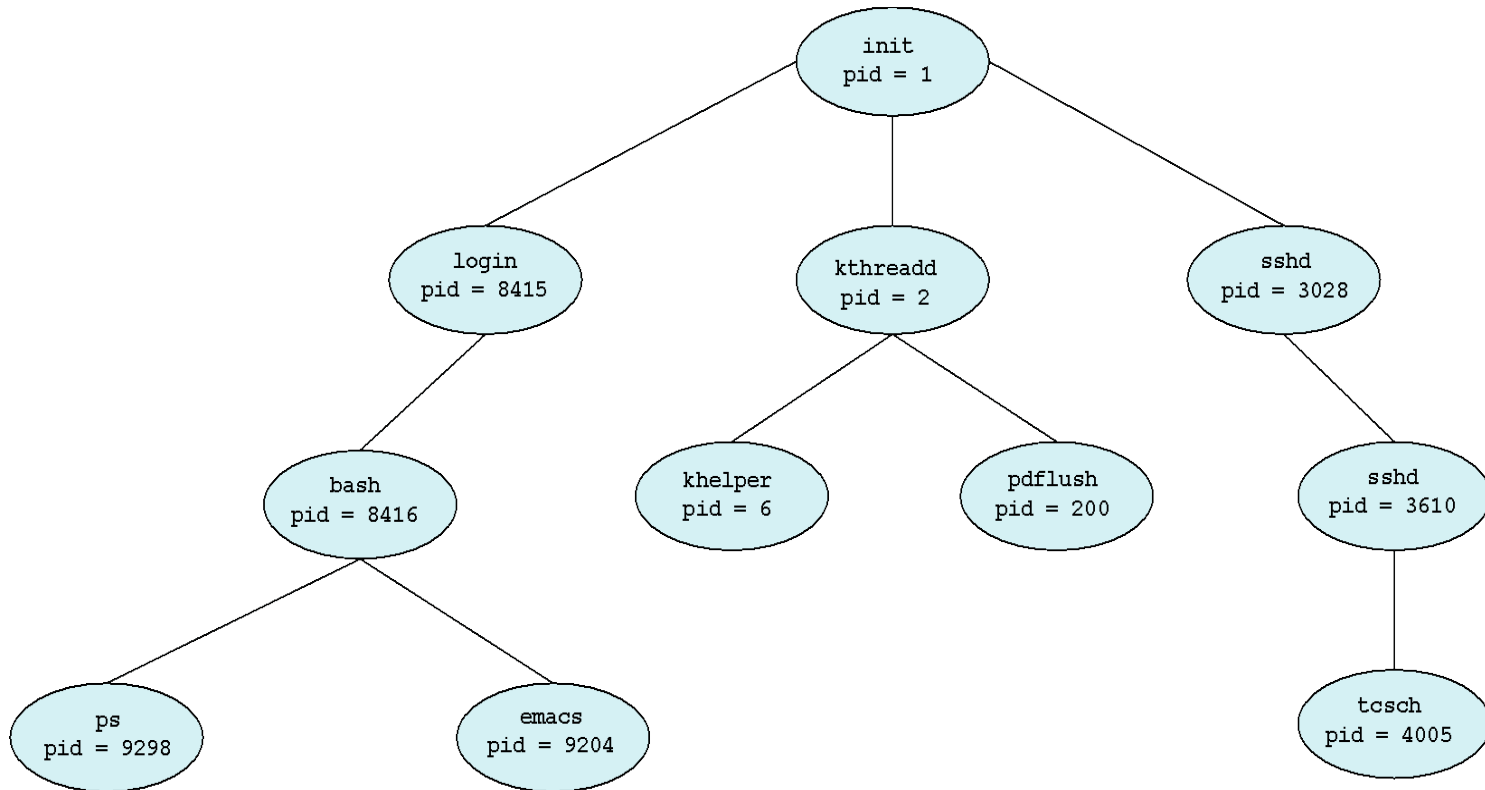 init
pid = 1
login
pid = 8415
kthreadd
pid = 2
sshd
pid = 3028
bash
pid = 8416
khelper
pid = 6
pdflush
pid = 200
sshd
pid = 3610
ps
pid = 9298
emacs
pid = 9204
tcsch
pid = 4005